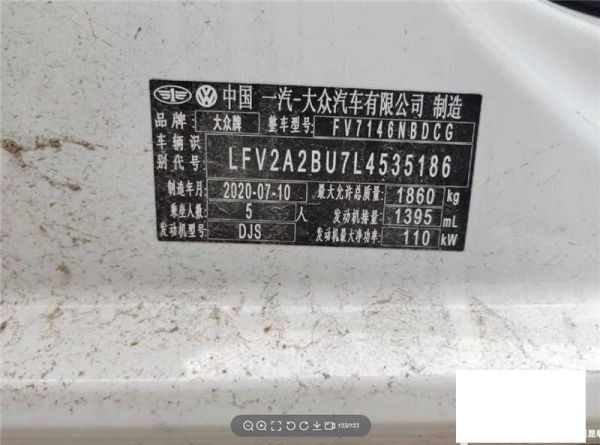 中国 一汽-大众汽车有限公司 制造
品牌 大众牌 整车型号 FV7146NBDCG
车辆识别代号 LFV2A2BU7L4535186
制造年月 2020-07-10 最大允许总质量 1860 kg
乘坐人数 5 人 发动机排量 1395 mL
发动机型号 DJS 发动机最大净功率 110 kW
133/133